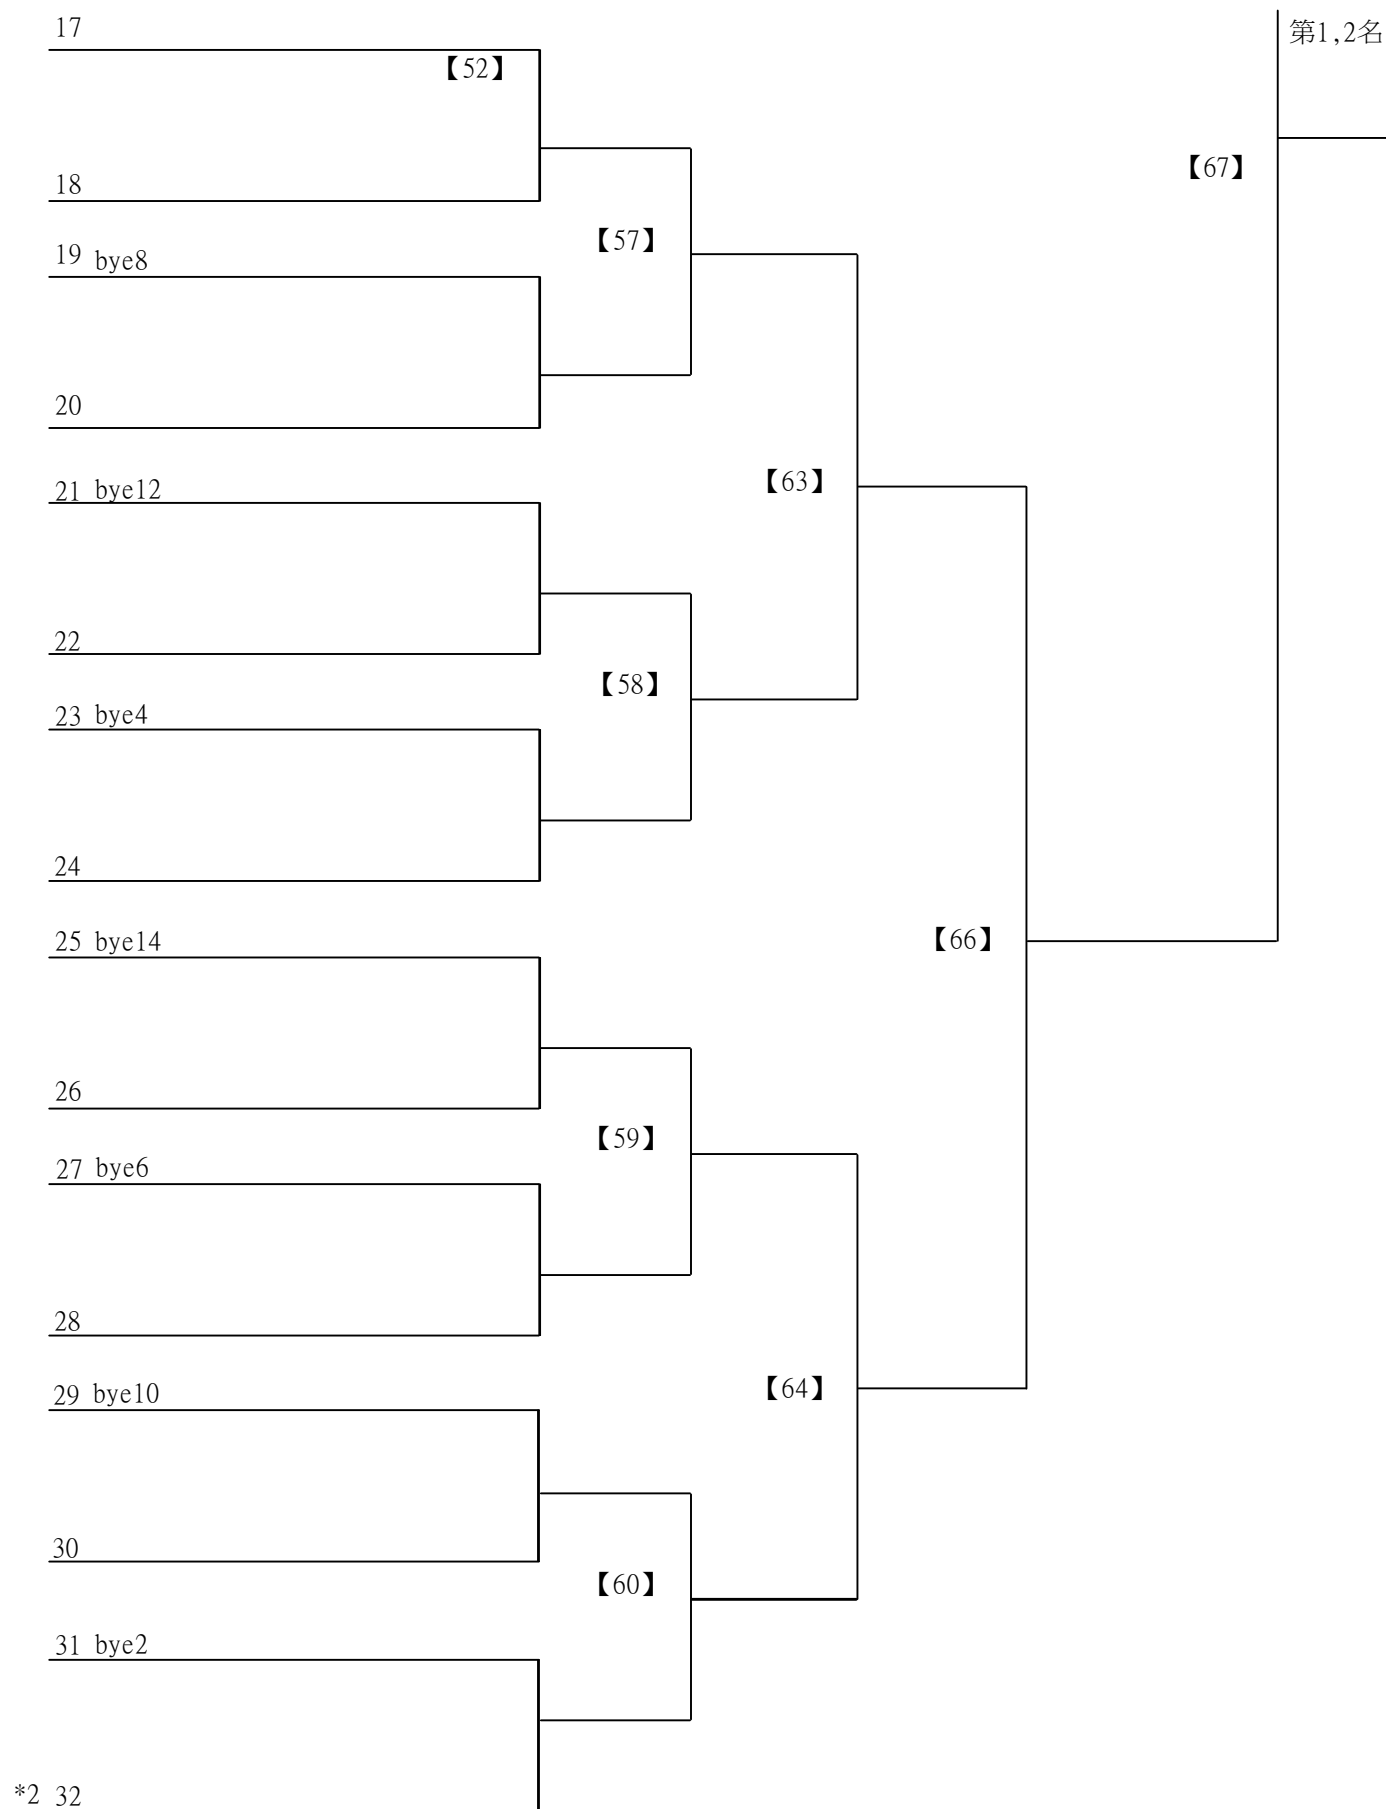 17
第1,2名
【52】
【67】
18
【57】
19 bye8
20
【63】
21 bye12
22
【58】
23 bye4
24
25 bye14
【66】
26
【59】
27 bye6
28
【64】
29 bye10
30
【60】
31 bye2
*2 32